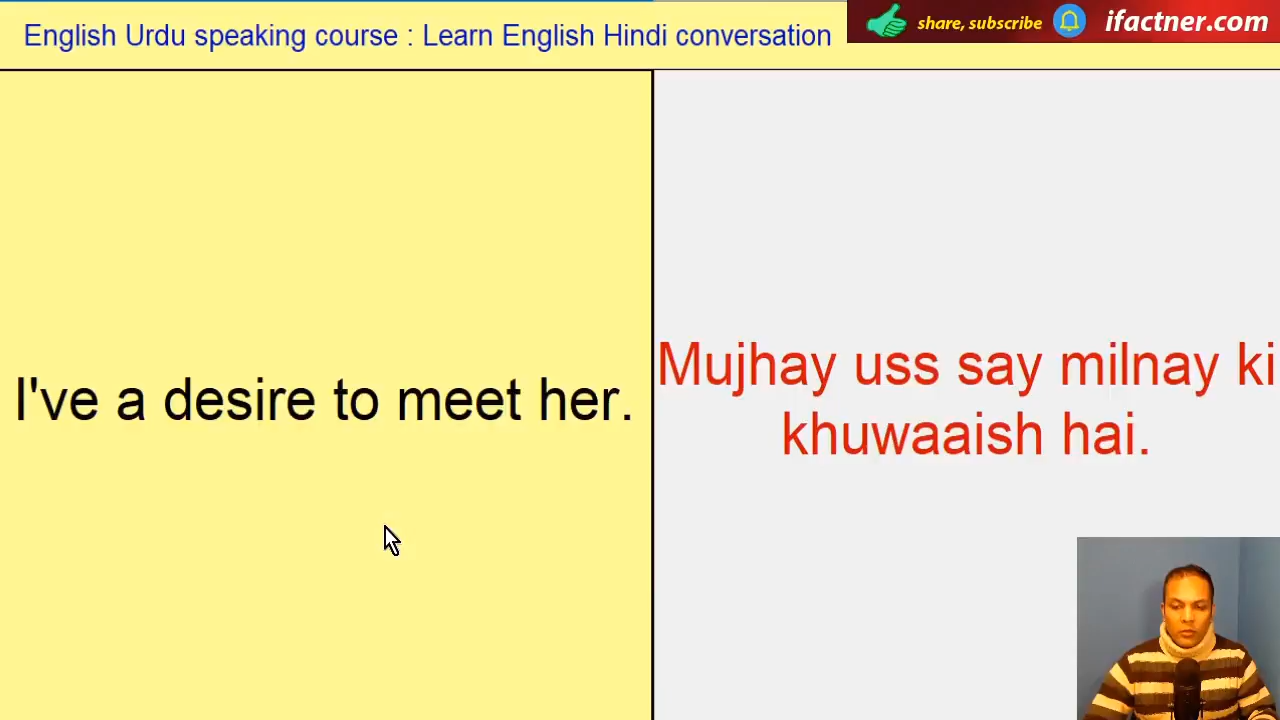 English Urdu speaking course : Learn English Hindi conversation
share, subscribe
ifactner.com
I've a desire to meet her.
Mujhay uss say milnay ki
khuwaaish hai.